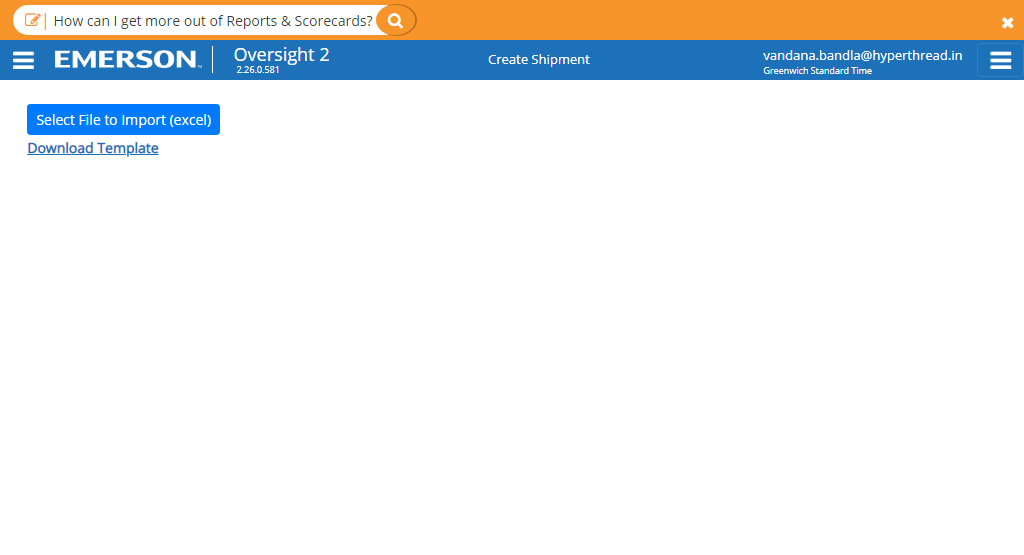 How can I get more out of Reports & Scorecards?
EMERSON™
Oversight 2
2.26.0.581
Create Shipment
vandana.bandla@hyperthread.in
Greenwich Standard Time
Select File to Import (excel)
Download Template